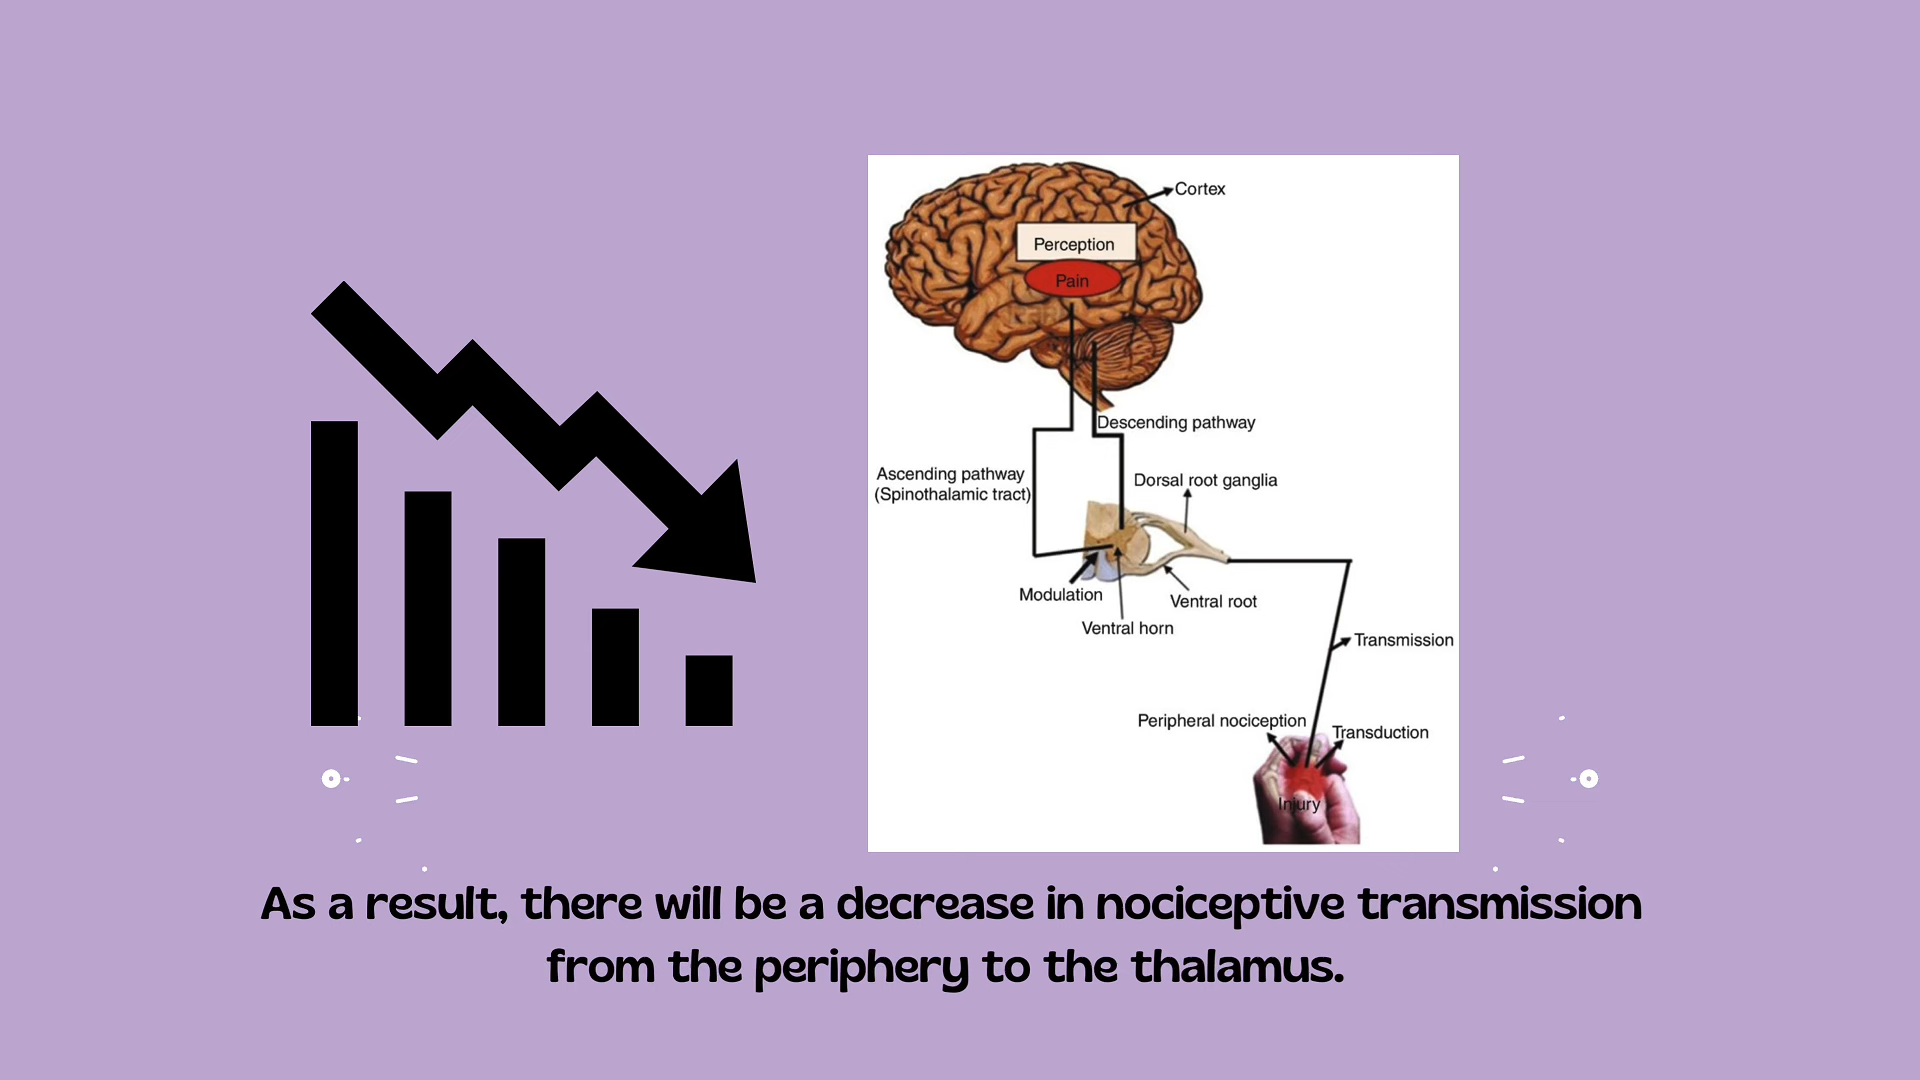 Cortex
Perception
Pain
Descending pathway
Ascending pathway
(Spinothalamic tract)
Dorsal root ganglia
Modulation
Ventral root
Ventral horn
Transmission
Peripheral nociception
Transduction
Injury
As a result, there will be a decrease in nociceptive transmission
from the periphery to the thalamus.